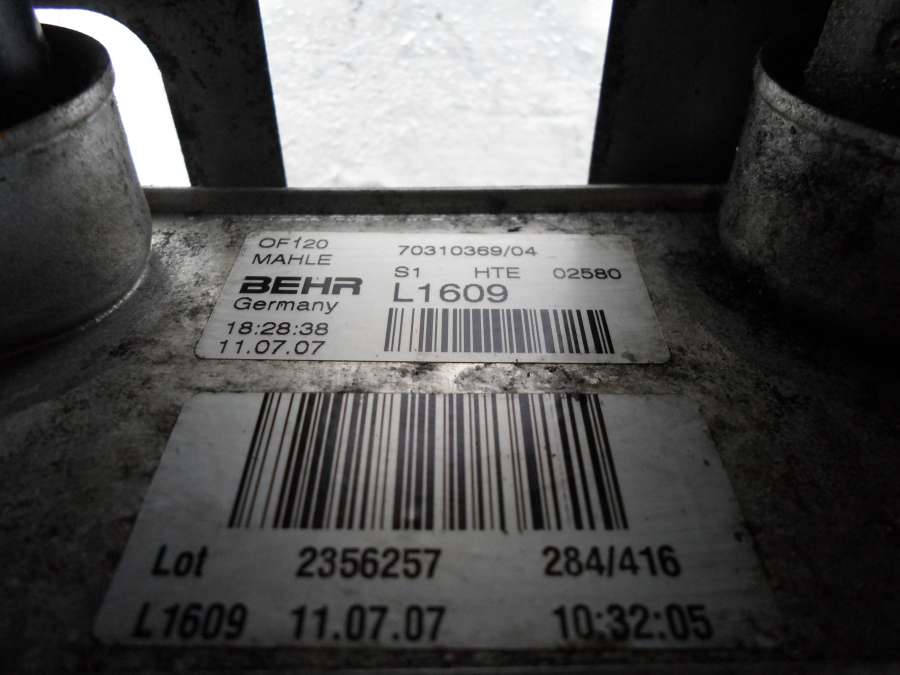 OF120 70310369/04
MAHLE S1 HTE 02580
BEHR L1609
Germany
18:28:38
11.07.07
Lot 2356257 284/416
L1609 11.07.07 10:32:05